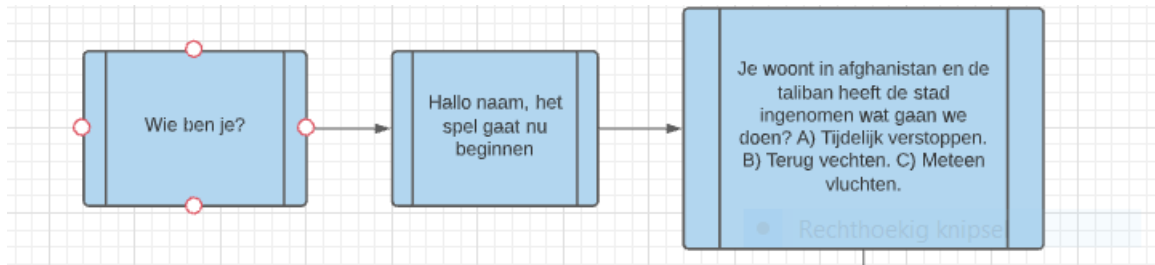 Wie ben je?
Hallo naam, het
spel gaat nu
beginnen
Je woont in afghanistan en de
taliban heeft de stad
ingenomen wat gaan we
doen? A) Tijdelijk verstoppen.
B) Terug vechten. C) Meteen
vluchten.
Rechthoekig knipsel